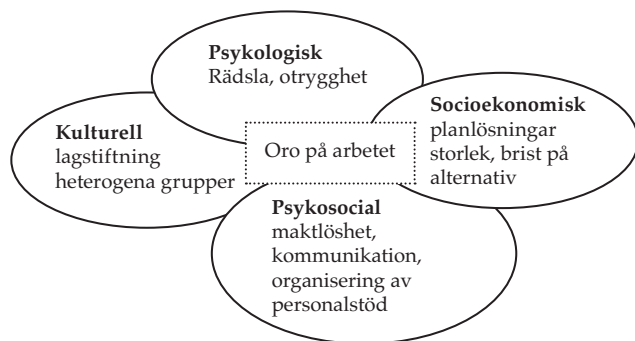 Psykologisk
Rädsla, otrygghet
Kulturell
lagstiftning
heterogena grupper
Oro på arbetet
Socioekonomisk
planlösningar
storlek, brist på
alternativ
Psykosocial
maktlöshet,
kommunikation,
organisering av
personalstöd